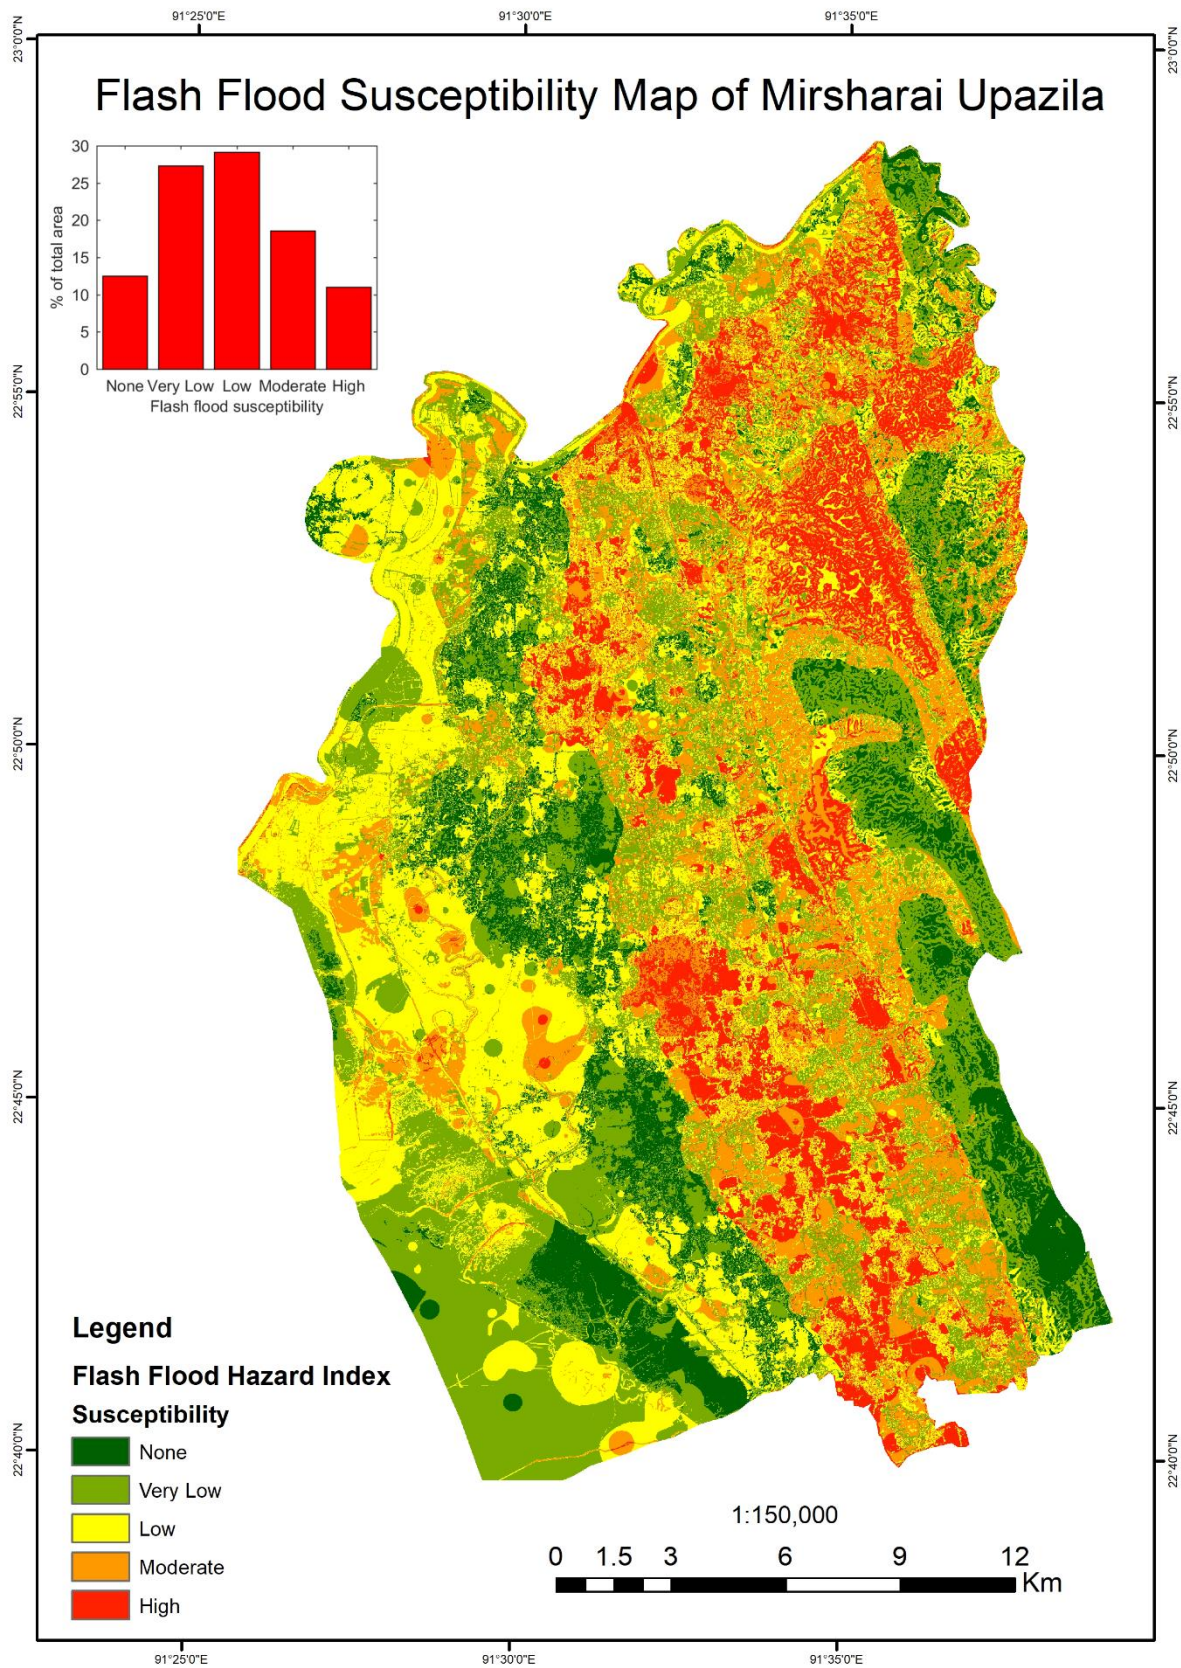 91°25'0"E 91°30'0"E 91°35'0"E
23°0'0"N 23°0'0"N
Flash Flood Susceptibility Map of Mirsharai Upazila
30
25
20
15
10
5
0
% of total area
None Very Low Low Moderate High
Flash flood susceptibility
22°55'0"N 22°55'0"N
22°50'0"N 22°50'0"N
22°45'0"N 22°45'0"N
22°40'0"N 22°40'0"N
Legend
Flash Flood Hazard Index
Susceptibility
None
Very Low
Low
Moderate
High
1:150,000
0 1.5 3 6 9 12
Km
91°25'0"E 91°30'0"E 91°35'0"E